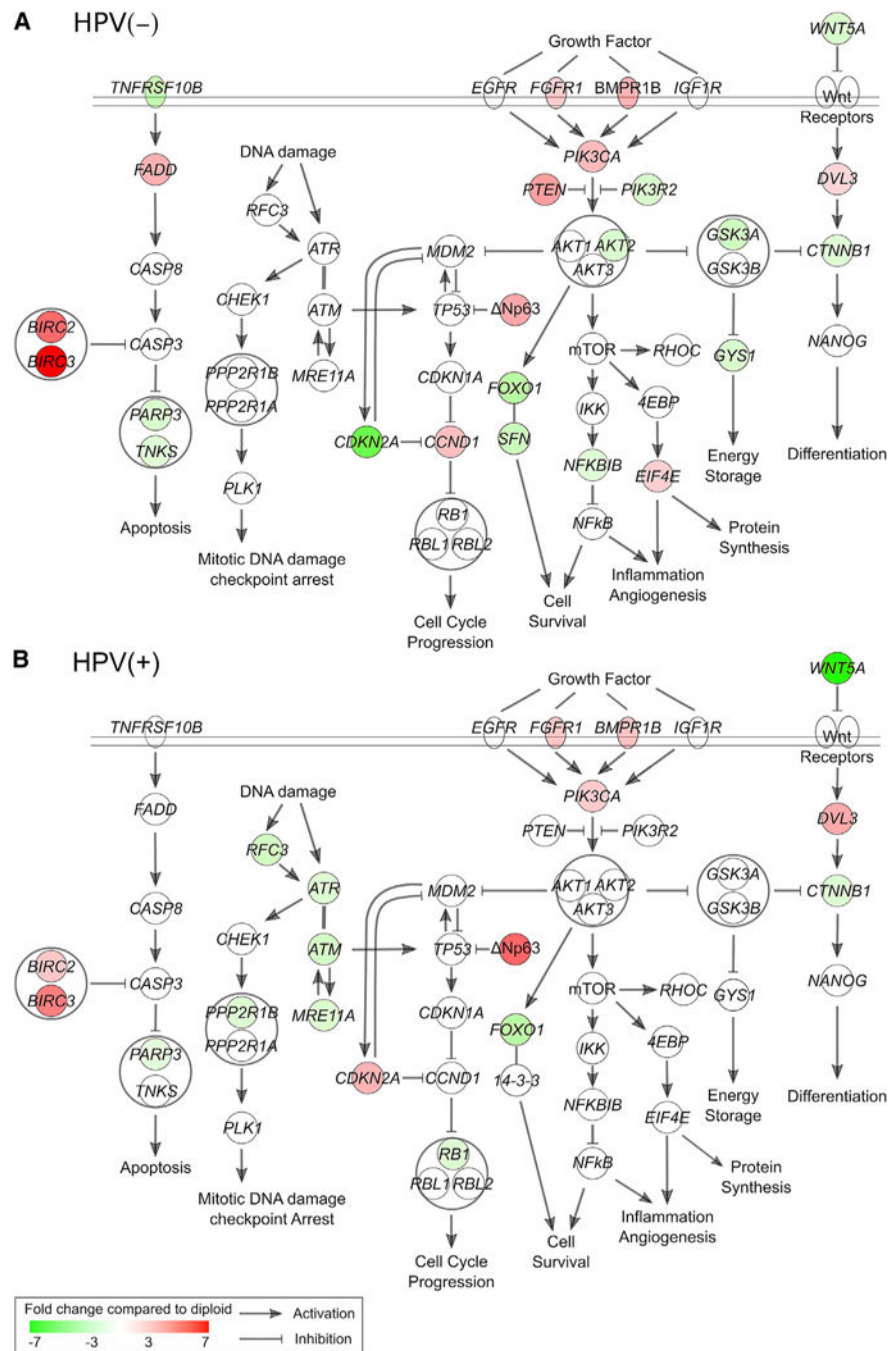 A HPV(−)
Growth Factor
WNT5A
TNFRSF10B
EGFR FGFR1 BMPR1B IGF1R
Wnt
Receptors
DNA damage
FADD
PIK3CA
DVL3
RFC3
PTEN PIK3R2
ATR
MDM2
AKT1 AKT2
AKT3
GSK3A
GSK3B
CTNNB1
CASP8
CHEK1
ATM
TP53
ΔNp63
BIRC2
BIRC3
CASP3
PPP2R1B
PPP2R1A
MRE11A
CDKN1A
FOXO1
mTOR
RHOC
GYS1
NANOG
PARP3
TNKS
CDKN2A
CCND1
SFN
IKK
4EBP
NFKBIB
EIF4E
Energy
Storage
Differentiation
PLK1
RB1
RBL1 RBL2
NFkB
Apoptosis
Mitotic DNA damage
checkpoint arrest
Protein
Synthesis
Inflammation
Angiogenesis
Cell
Survival
Cell Cycle
Progression
B HPV(+)
Growth Factor
WNT5A
TNFRSF10B
EGFR FGFR1 BMPR1B IGF1R
Wnt
Receptors
DNA damage
FADD
PIK3CA
DVL3
RFC3
PTEN PIK3R2
ATR
MDM2
AKT1 AKT2
AKT3
GSK3A
GSK3B
CTNNB1
CASP8
CHEK1
ATM
TP53
ΔNp63
BIRC2
BIRC3
CASP3
PPP2R1B
PPP2R1A
MRE11A
CDKN1A
FOXO1
mTOR
RHOC
GYS1
NANOG
PARP3
TNKS
CDKN2A
CCND1
14-3-3
IKK
4EBP
NFKBIB
EIF4E
Energy
Storage
Differentiation
PLK1
RB1
RBL1 RBL2
NFkB
Apoptosis
Mitotic DNA damage
checkpoint Arrest
Protein
Synthesis
Inflammation
Angiogenesis
Cell
Survival
Cell Cycle
Progression
Fold change compared to diploid
-7 -3 3 7
Activation
Inhibition